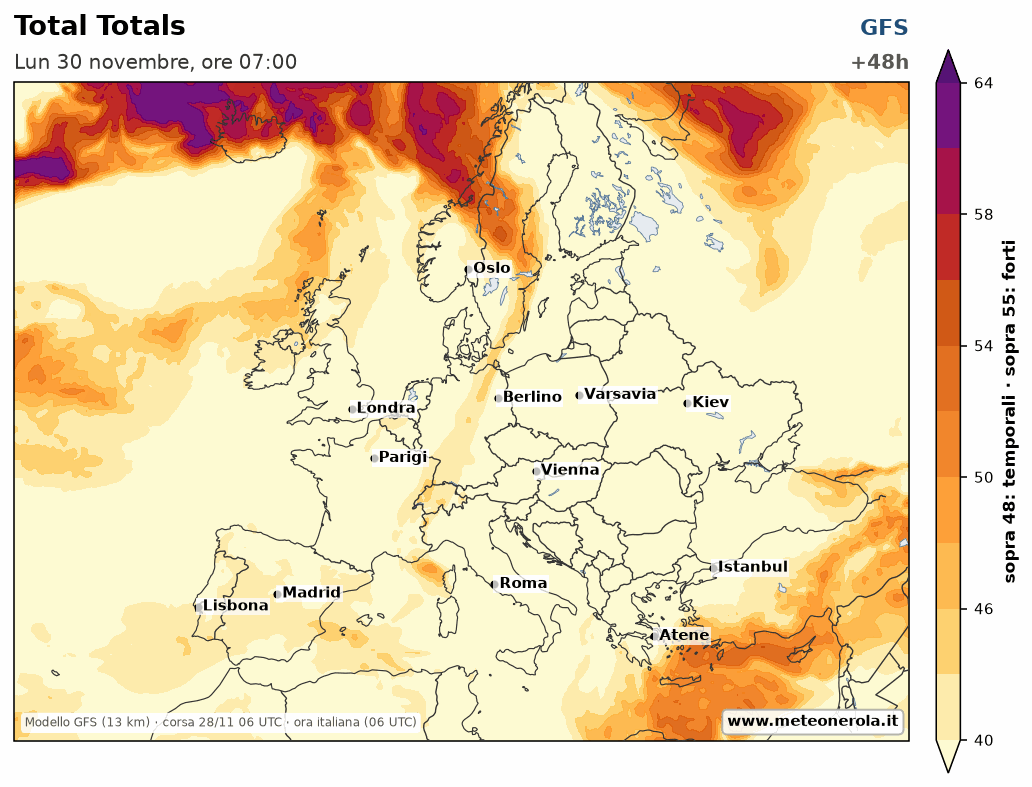 Total Totals
GFS
Lun 30 novembre, ore 07:00
+48h
64
58
54
50
46
40
sopra 48: temporali · sopra 55: forti
Oslo
Berlino
Varsavia
Kiev
Londra
Parigi
Vienna
Istanbul
Roma
Madrid
Lisbona
Atene
Modello GFS (13 km) · corsa 28/11 06 UTC · ora italiana (06 UTC)
www.meteonerola.it